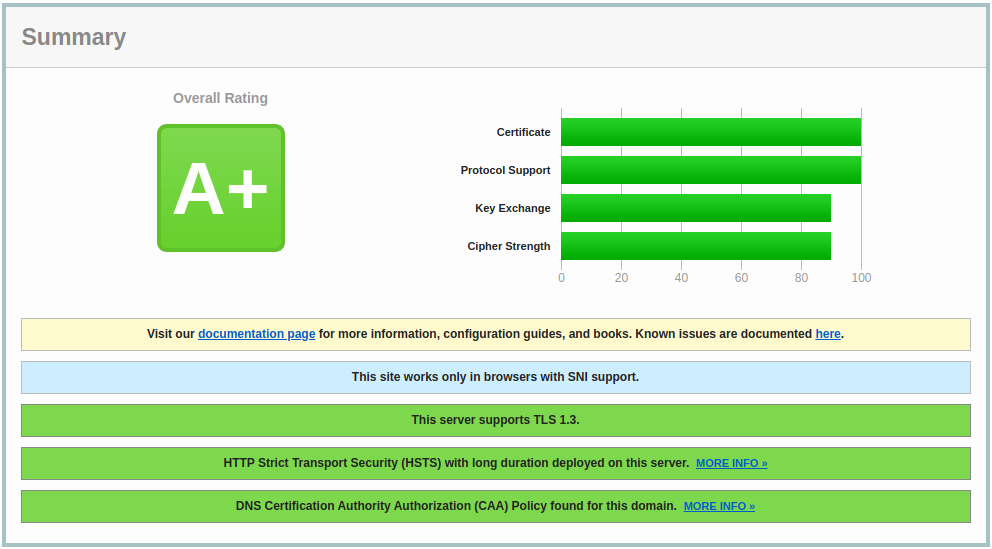 Summary
Overall Rating
A+
Certificate
Protocol Support
Key Exchange
Cipher Strength
0 20 40 60 80 100
Visit our documentation page for more information, configuration guides, and books. Known issues are documented here.
This site works only in browsers with SNI support.
This server supports TLS 1.3.
HTTP Strict Transport Security (HSTS) with long duration deployed on this server. MORE INFO »
DNS Certification Authority Authorization (CAA) Policy found for this domain. MORE INFO »